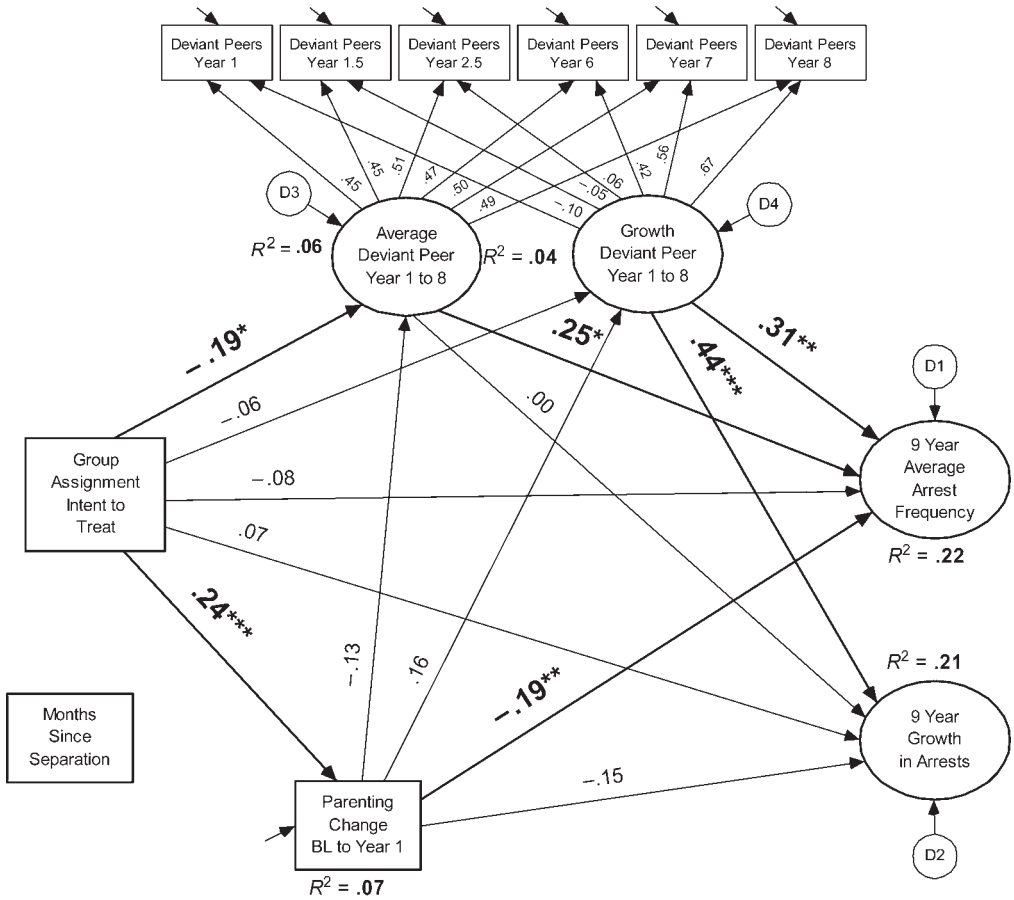 Deviant Peers
Year 1
Deviant Peers
Year 1.5
Deviant Peers
Year 2.5
Deviant Peers
Year 6
Deviant Peers
Year 7
Deviant Peers
Year 8
.45
.45
.51
.47
.50
.49
−.10
−.05
.06
.42
.56
.67
D3
D4
R² = .06
Average
Deviant Peer
Year 1 to 8
R² = .04
Growth
Deviant Peer
Year 1 to 8
− .19*
.25*
.44***
.31**
−.06
.00
D1
Group
Assignment
Intent to
Treat
−.08
.07
9 Year
Average
Arrest
Frequency
R² = .22
.24***
−.13
.16
−.19**
R² = .21
Months
Since
Separation
9 Year
Growth
in Arrests
−.15
Parenting
Change
BL to Year 1
D2
R² = .07